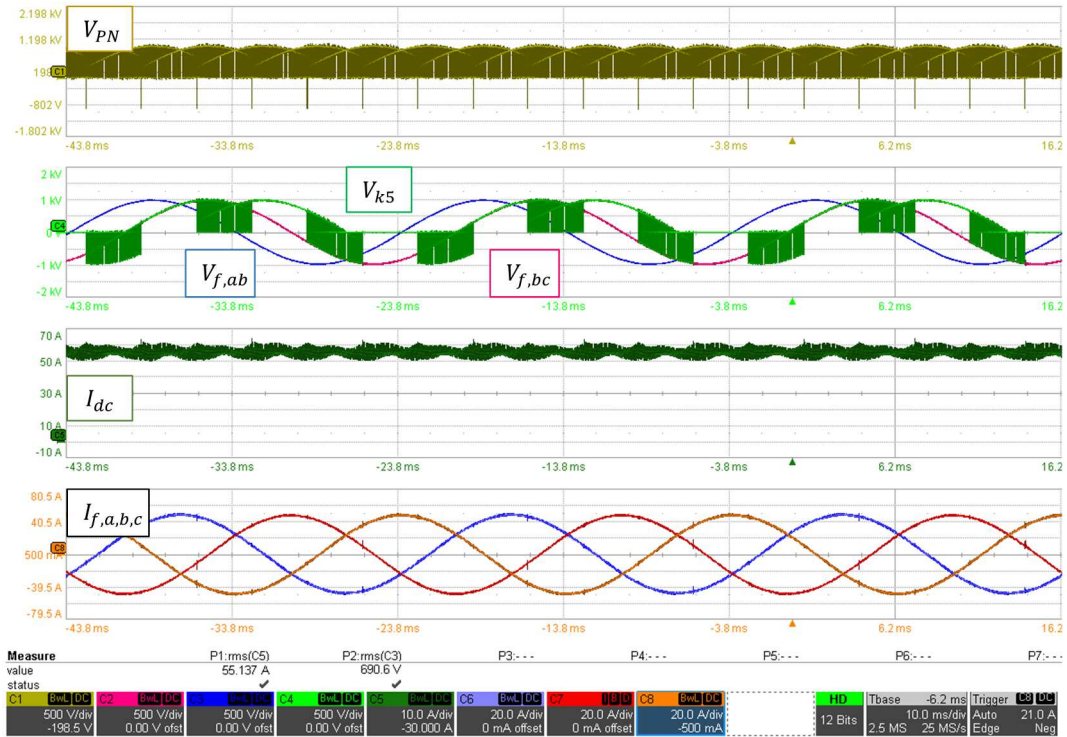 2.198 kV
V_PN
1.198 kV
198
C1
-802 V
-1.802 kV
-43.8 ms -33.8 ms -23.8 ms -13.8 ms -3.8 ms 6.2 ms 16.2
2 kV
V_k5
1 kV
C4
-1 kV
V_f,ab V_f,bc
-2 kV
-43.8 ms -33.8 ms -23.8 ms -13.8 ms -3.8 ms 6.2 ms 16.2
70 A
50 A
30 A
I_dc
10 A
-10 A
-43.8 ms -33.8 ms -23.8 ms -13.8 ms -3.8 ms 6.2 ms 16.2
80.5 A
I_f,a,b,c
40.5 A
C8
500 mA
-39.5 A
-79.5 A
-43.8 ms -33.8 ms -23.8 ms -13.8 ms -3.8 ms 6.2 ms 16.2
Measure P1:rms(C5) P2:rms(C3) P3:- - - P4:- - - P5:- - - P6:- - - P7:- - -
value 55.137 A 690.6 V
status
C1 BwL DC C2 BwL DC C3 BwL DC C4 BwL DC C5 BwL DC C6 BwL DC C7 C8 BwL DC HD Tbase -6.2 ms Trigger C8 DC
500 V/div 500 V/div 500 V/div 500 V/div 10.0 A/div 20.0 A/div 20.0 A/div 20.0 A/div 12 Bits 10.0 ms/div Auto 21.0 A
-198.5 V 0.00 V ofst 0.00 V ofst 0.00 V ofst -30.000 A 0 mA offset 0 mA offset -500 mA 2.5 MS 25 MS/s Edge Neg